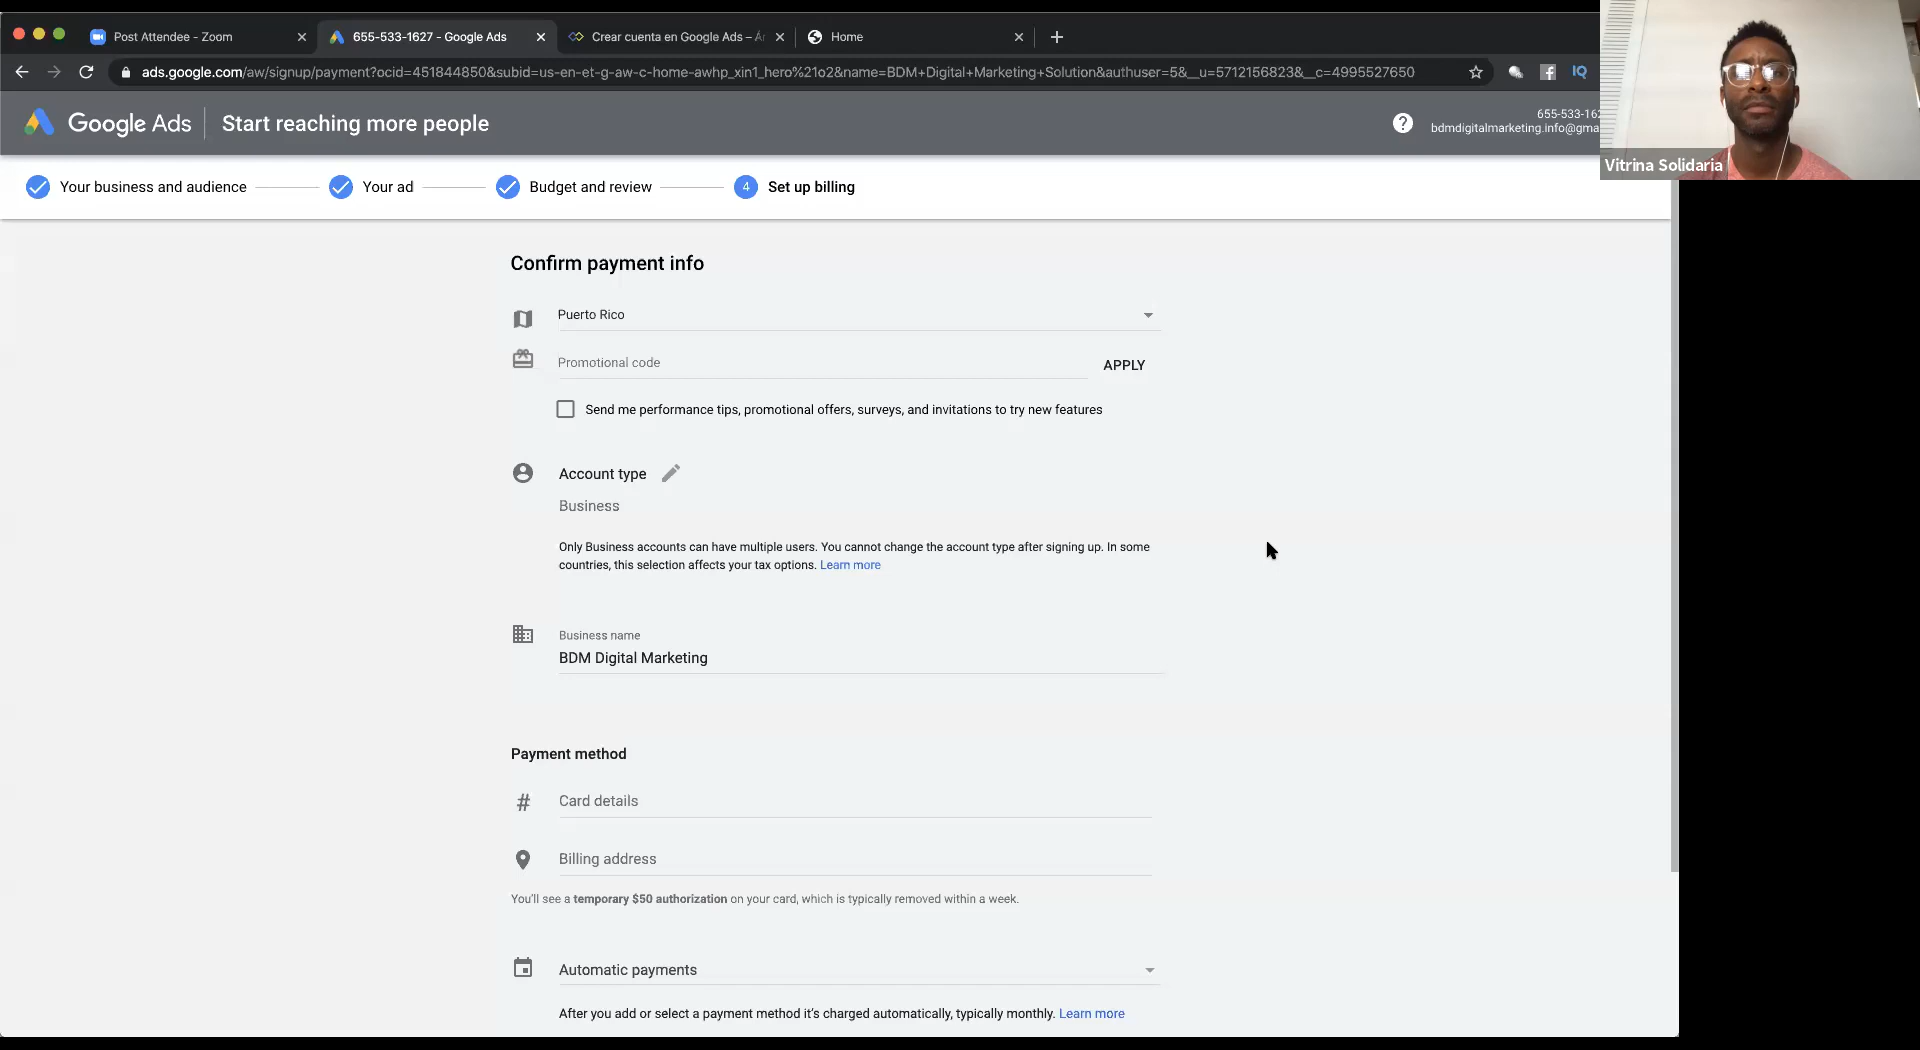 Post Attendee - Zoom
655-533-1627 - Google Ads
Crear cuenta en Google Ads –
Home
ads.google.com/aw/signup/payment?ocid=451844850&subid=us-en-et-g-aw-c-home-awhp_xin1_hero%21o2&name=BDM+Digital+Marketing+Solution&authuser=5&__u=5712156823&__c=4995527650
IQ
Google Ads
Start reaching more people
?
655-533-162
bdmdigitalmarketing.info@gma
Vitrina Solidaria
Your business and audience
Your ad
Budget and review
4
Set up billing
Confirm payment info
Puerto Rico
Promotional code
APPLY
Send me performance tips, promotional offers, surveys, and invitations to try new features
Account type
Business
Only Business accounts can have multiple users. You cannot change the account type after signing up. In some
countries, this selection affects your tax options. Learn more
Business name
BDM Digital Marketing
Payment method
# Card details
Billing address
You'll see a temporary $50 authorization on your card, which is typically removed within a week.
Automatic payments
After you add or select a payment method it's charged automatically, typically monthly. Learn more